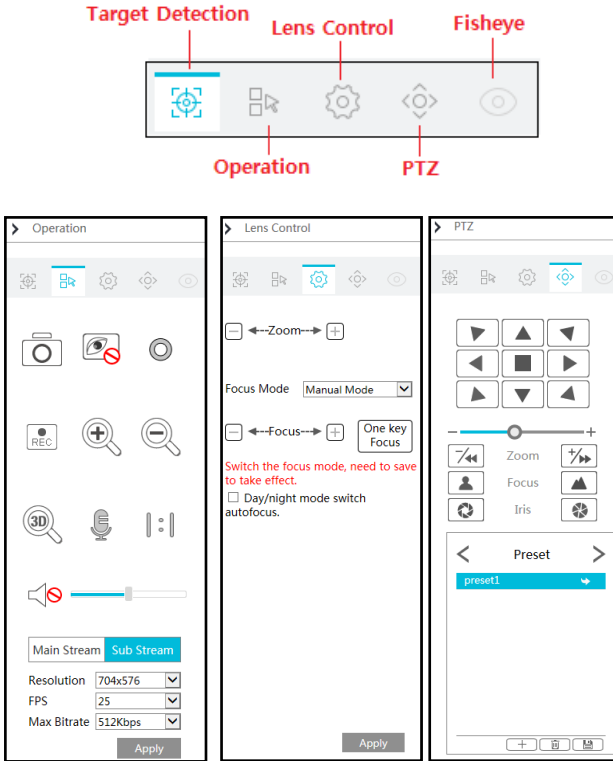 Target Detection
Lens Control
Fisheye
Operation
PTZ
Operation
REC
3D
1:1
Main Stream Sub Stream
Resolution 704x576
FPS 25
Max Bitrate 512Kbps
Apply
Lens Control
Zoom
Focus Mode Manual Mode
Focus One key Focus
Switch the focus mode, need to save
to take effect.
Day/night mode switch
autofocus.
Apply
PTZ
Zoom
Focus
Iris
Preset
preset1